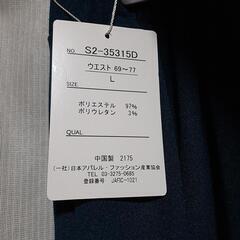 NO. S2-35315D
ウエスト 69〜77
L
SIZE
ポリエステル 97%
ポリウレタン 3%
QUAL
中国製 2175
(一社)日本アパレル・ファッション産業協会
TEL 03-3275-0685
登録番号 JAFIC-1021